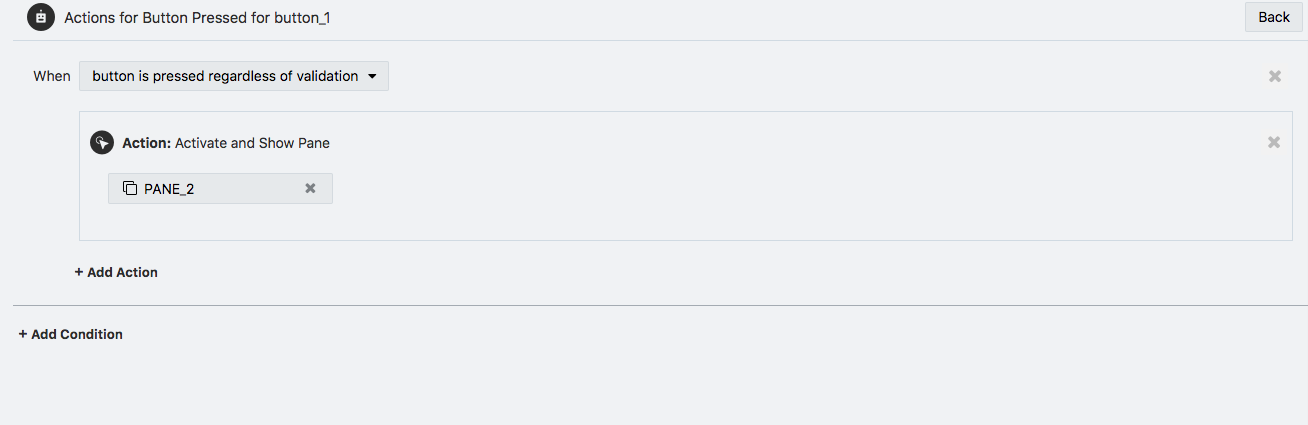 Actions for Button Pressed for button_1
Back
When
button is pressed regardless of validation
Action: Activate and Show Pane
PANE_2
+ Add Action
+ Add Condition